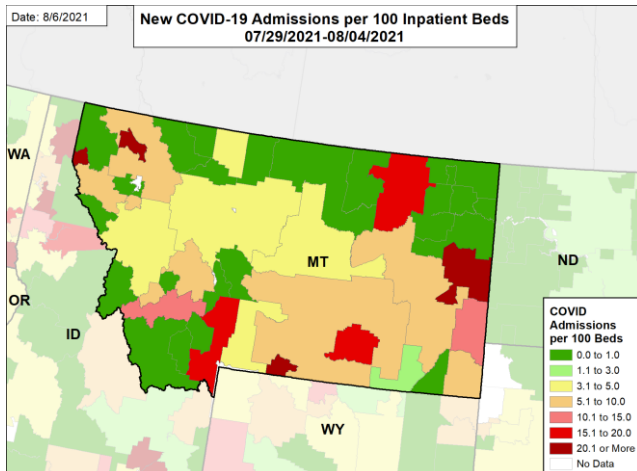 Date: 8/6/2021
New COVID-19 Admissions per 100 Inpatient Beds
07/29/2021-08/04/2021
WA
MT
ND
OR
ID
WY
COVID
Admissions
per 100 Beds
0.0 to 1.0
1.1 to 3.0
3.1 to 5.0
5.1 to 10.0
10.1 to 15.0
15.1 to 20.0
20.1 or More
No Data